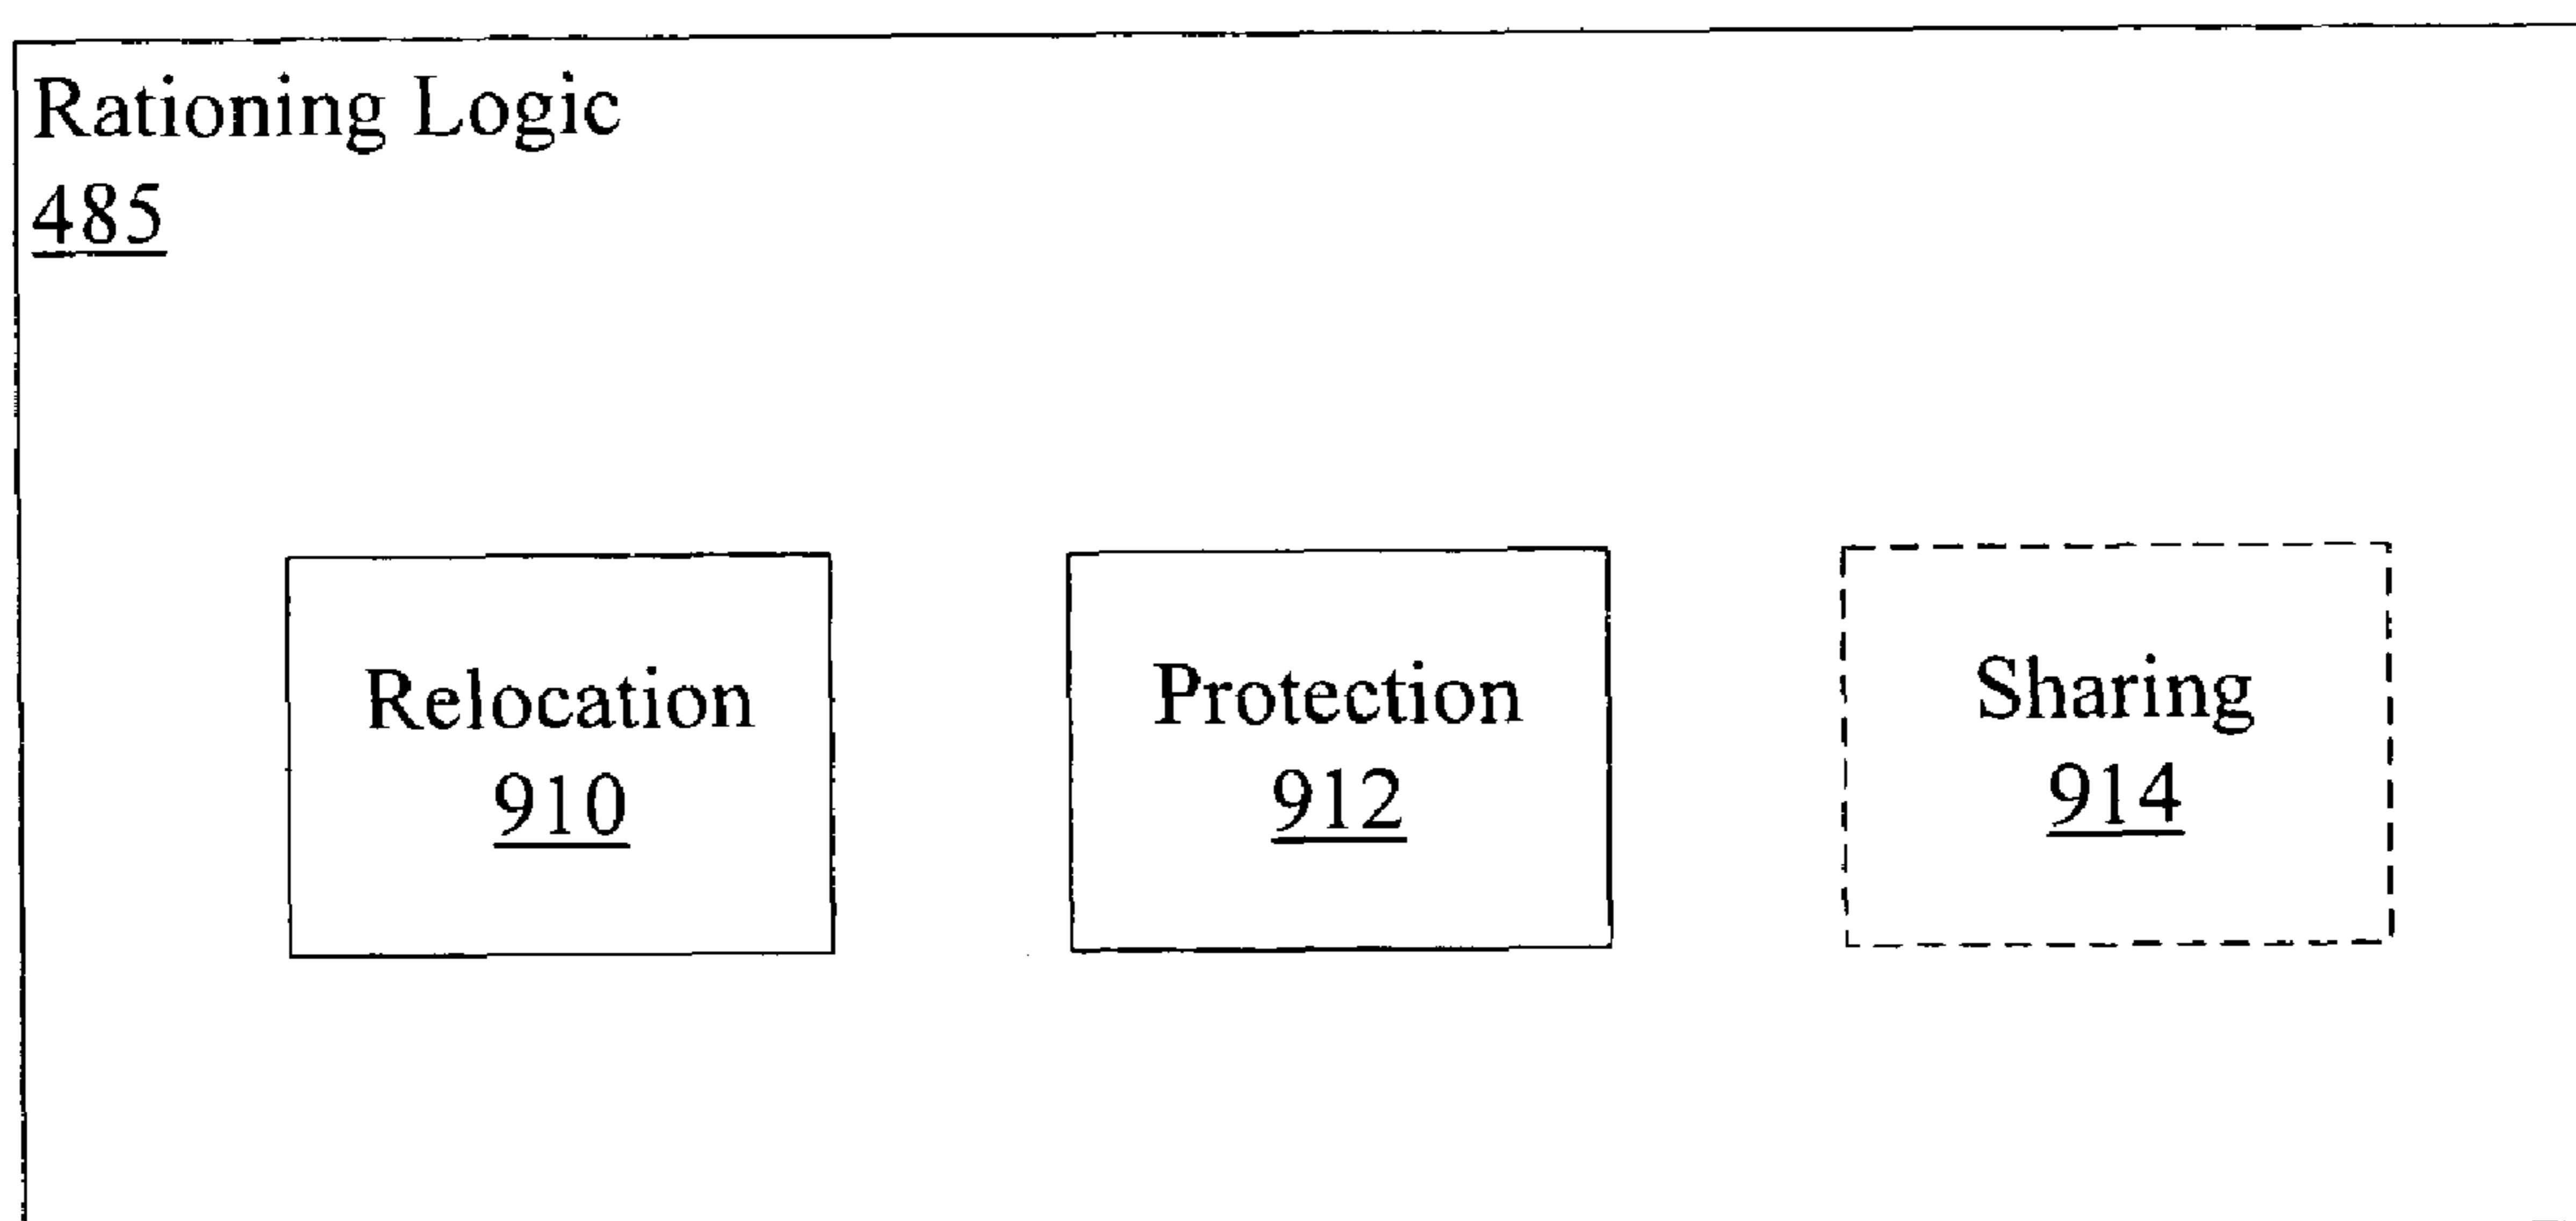 Rationing Logic
485
Relocation
910
Protection
912
Sharing
914